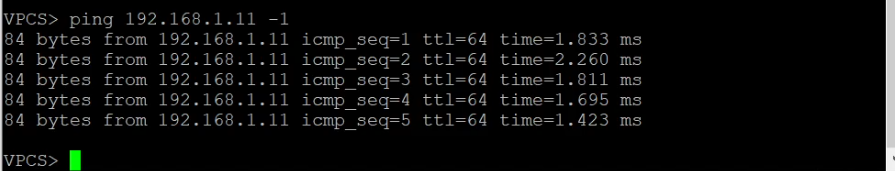 VPCS> ping 192.168.1.11 -1
84 bytes from 192.168.1.11 icmp_seq=1 ttl=64 time=1.833 ms
84 bytes from 192.168.1.11 icmp_seq=2 ttl=64 time=2.260 ms
84 bytes from 192.168.1.11 icmp_seq=3 ttl=64 time=1.811 ms
84 bytes from 192.168.1.11 icmp_seq=4 ttl=64 time=1.695 ms
84 bytes from 192.168.1.11 icmp_seq=5 ttl=64 time=1.423 ms
VPCS>